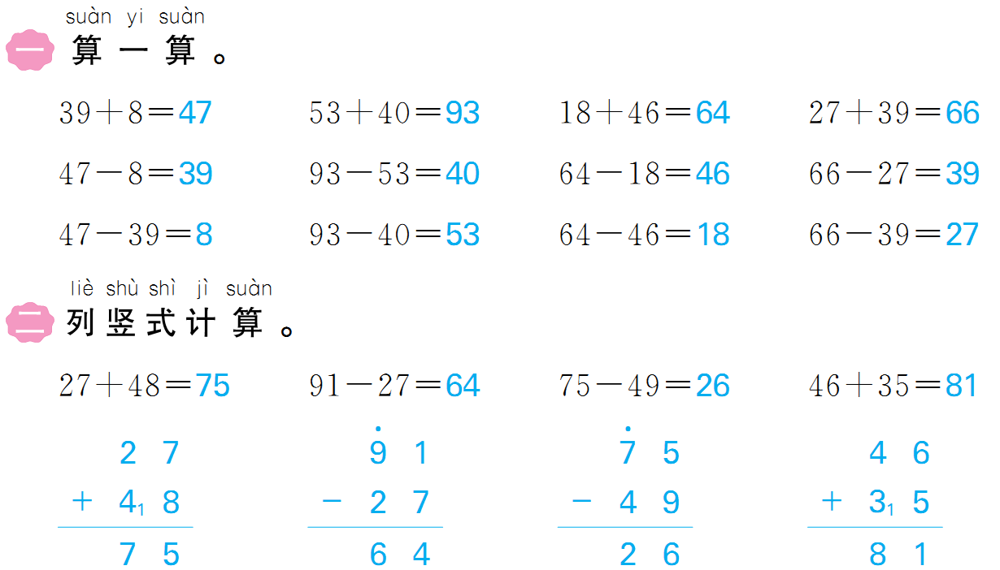 suàn yi suàn
一 算一算。
39+8=47 53+40=93 18+46=64 27+39=66
47-8=39 93-53=40 64-18=46 66-27=39
47-39=8 93-40=53 64-46=18 66-39=27
liè shù shì jì suàn
二 列竖式计算。
27+48=75 91-27=64 75-49=26 46+35=81
2 7 9̇ 1 7̇ 5 4 6
+ 4₁ 8 - 2 7 - 4 9 + 3₁ 5
7 5 6 4 2 6 8 1